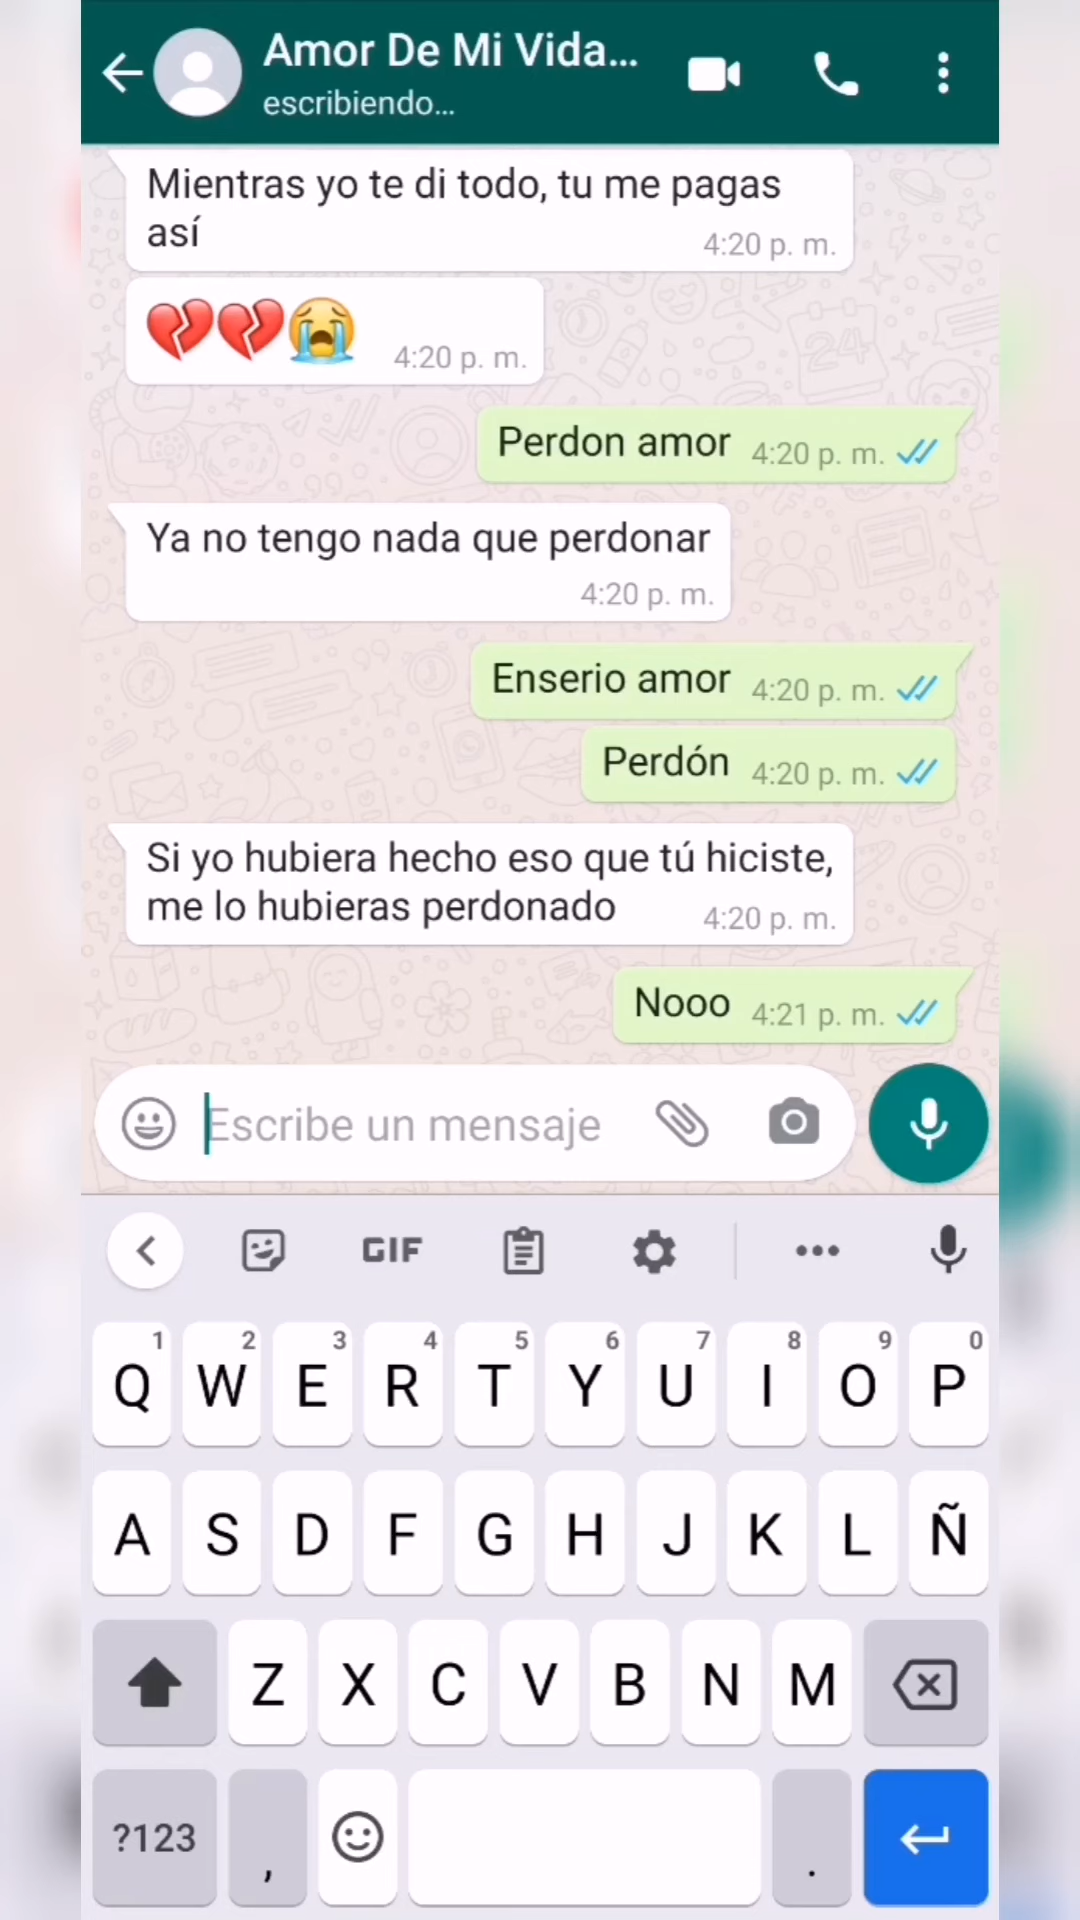 Amor De Mi Vida...
escribiendo...
Mientras yo te di todo, tu me pagas
así
4:20 p. m.
💔💔😭 4:20 p. m.
Perdon amor 4:20 p. m.
Ya no tengo nada que perdonar
4:20 p. m.
Enserio amor 4:20 p. m.
Perdón 4:20 p. m.
Si yo hubiera hecho eso que tú hiciste,
me lo hubieras perdonado 4:20 p. m.
Nooo 4:21 p. m.
Escribe un mensaje
GIF
1 2 3 4 5 6 7 8 9 0
Q W E R T Y U I O P
A S D F G H J K L Ñ
Z X C V B N M
?123 , .